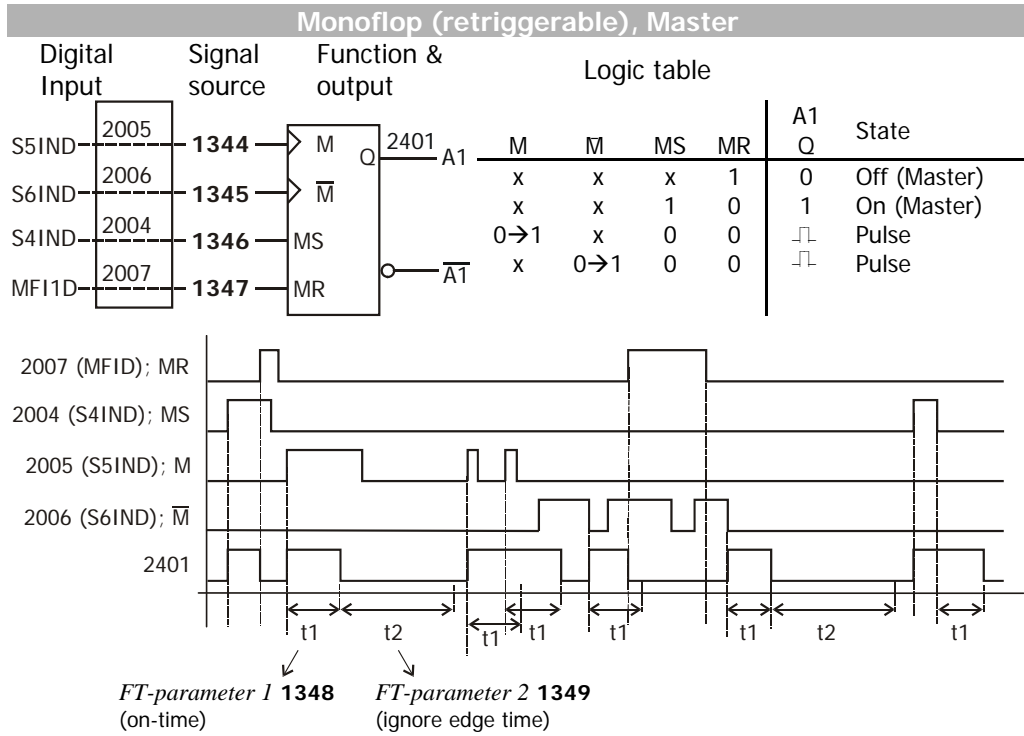 Monoflop (retriggerable), Master
Digital Input Signal source Function & output Logic table
S5IND 2005 1344 M Q 2401 A1
S6IND 2006 1345 M̅
S4IND 2004 1346 MS
MFI1D 2007 1347 MR A̅1̅
M M̅ MS MR A1 Q State
x x x 1 0 Off (Master)
x x 1 0 1 On (Master)
0→1 x 0 0 Pulse
x 0→1 0 0 Pulse
2007 (MFID); MR
2004 (S4IND); MS
2005 (S5IND); M
2006 (S6IND); M̅
2401
t1 t2 t1 t1 t1 t1 t2 t1
FT-parameter 1 1348 FT-parameter 2 1349
(on-time) (ignore edge time)